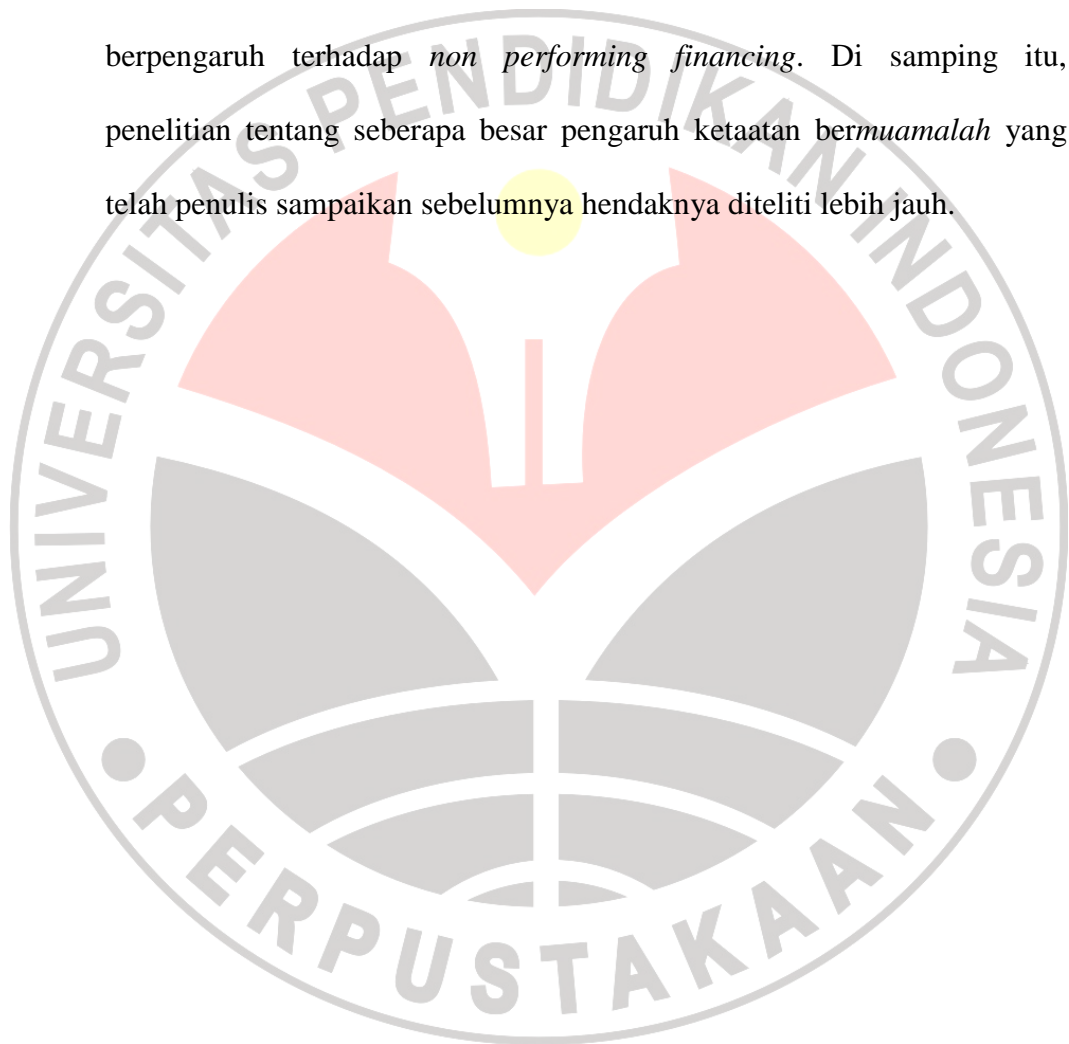 berpengaruh terhadap non performing financing. Di samping itu,
penelitian tentang seberapa besar pengaruh ketaatan bermuamalah yang
telah penulis sampaikan sebelumnya hendaknya diteliti lebih jauh.
UNIVERSITAS PENDIDIKAN INDONESIA
PERPUSTAKAAN